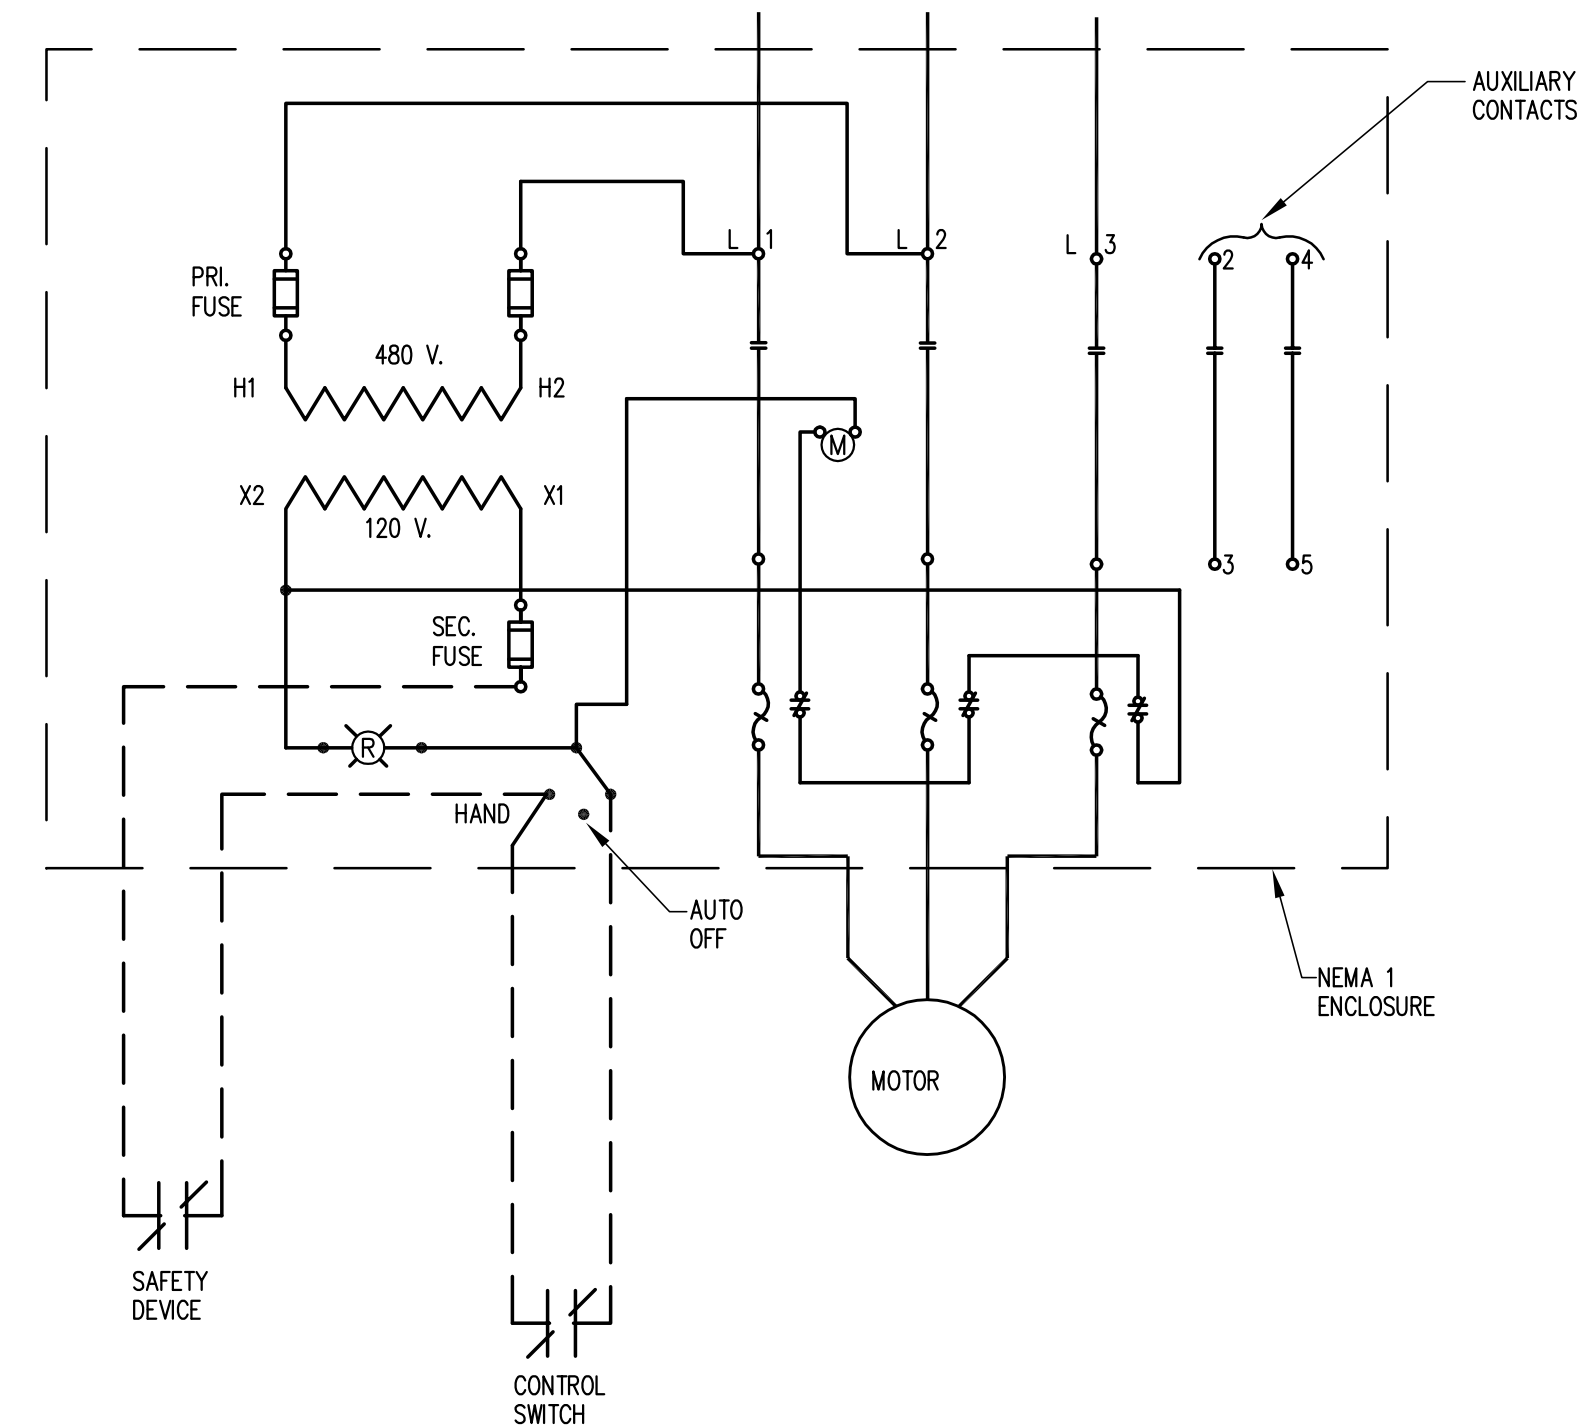 AUXILIARY
CONTACTS
L 1
L 2
L 3
2
4
PRI.
FUSE
480 V.
H1
H2
M
X2
X1
120 V.
3
5
SEC.
FUSE
R
HAND
AUTO
OFF
NEMA 1
ENCLOSURE
MOTOR
SAFETY
DEVICE
CONTROL
SWITCH